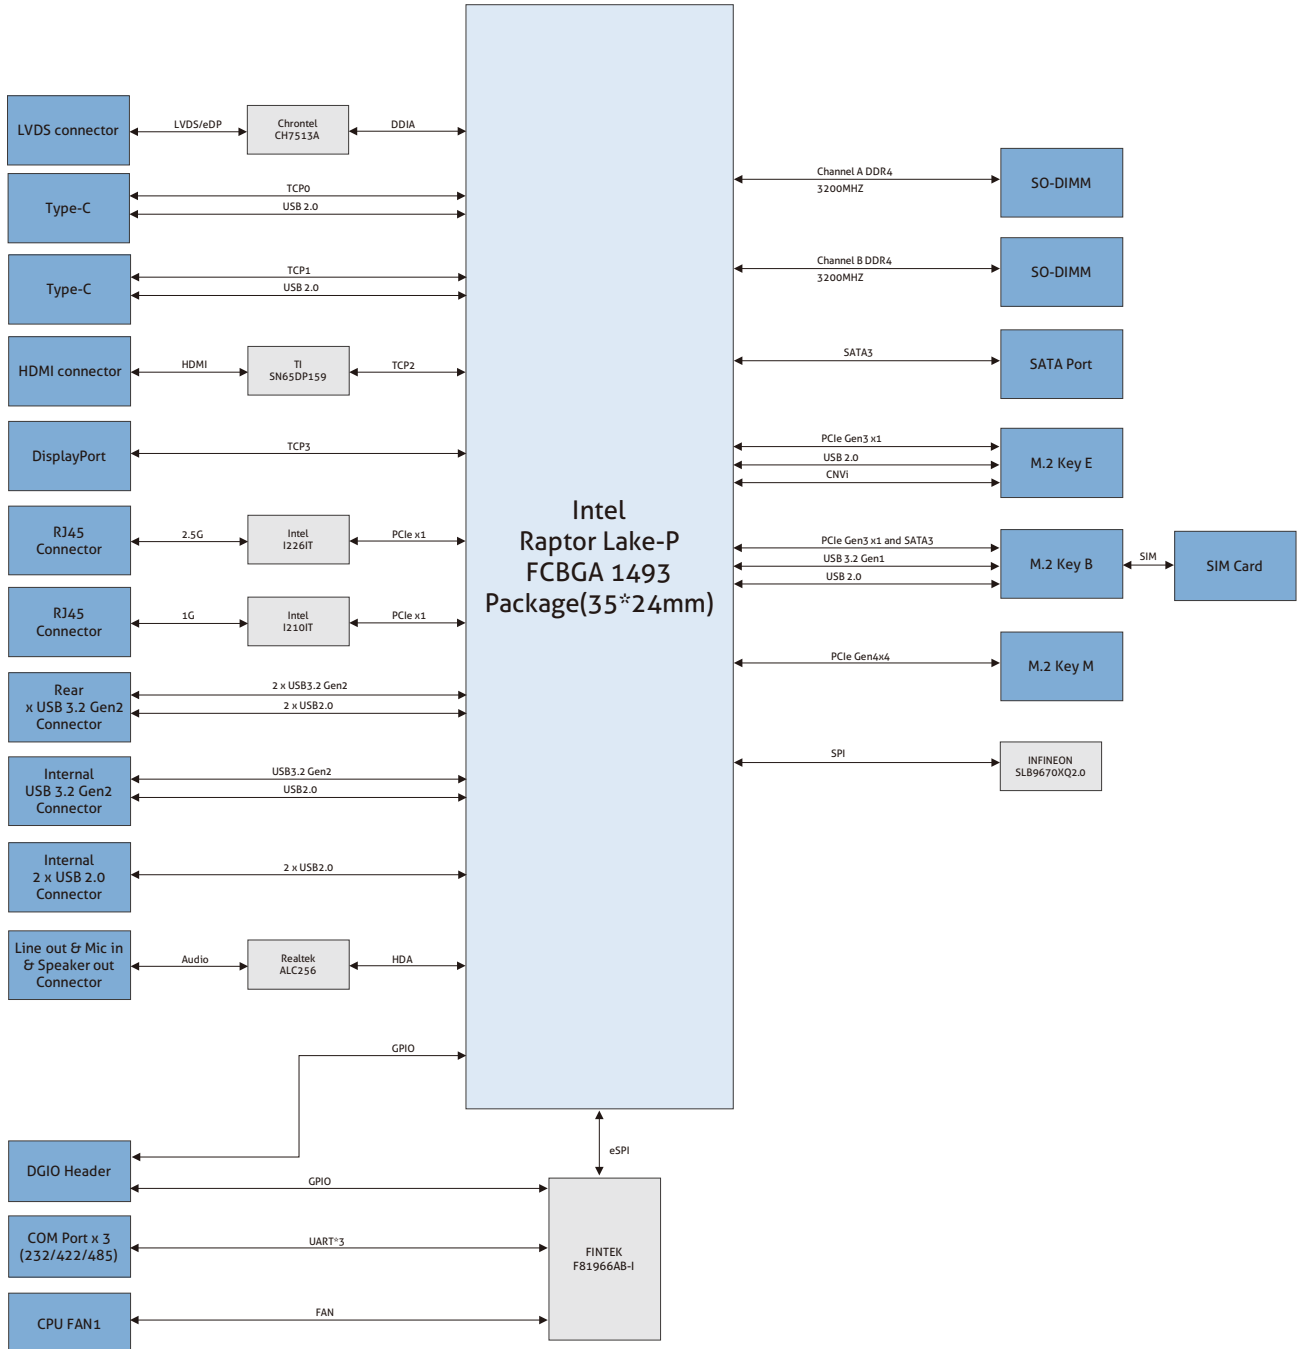 LVDS connector
LVDS/eDP
Chrontel
CH7513A
DDIA
Type-C
TCP0
USB 2.0
Type-C
TCP1
USB 2.0
HDMI connector
HDMI
TI
SN65DP159
TCP2
DisplayPort
TCP3
RJ45
Connector
2.5G
Intel
I226IT
PCIe x1
RJ45
Connector
1G
Intel
I210IT
PCIe x1
Rear
x USB 3.2 Gen2
Connector
2 x USB3.2 Gen2
2 x USB2.0
Internal
USB 3.2 Gen2
Connector
USB3.2 Gen2
USB2.0
Internal
2 x USB 2.0
Connector
2 x USB2.0
Line out & Mic in
& Speaker out
Connector
Audio
Realtek
ALC256
HDA
GPIO
DGIO Header
GPIO
COM Port x 3
(232/422/485)
UART*3
CPU FAN1
FAN
Intel
Raptor Lake-P
FCBGA 1493
Package(35*24mm)
eSPI
FINTEK
F81966AB-I
Channel A DDR4
3200MHZ
SO-DIMM
Channel B DDR4
3200MHZ
SO-DIMM
SATA3
SATA Port
PCIe Gen3 x1
USB 2.0
CNVi
M.2 Key E
PCIe Gen3 x1 and SATA3
USB 3.2 Gen1
USB 2.0
M.2 Key B
SIM
SIM Card
PCIe Gen4x4
M.2 Key M
SPI
INFINEON
SLB9670XQ2.0